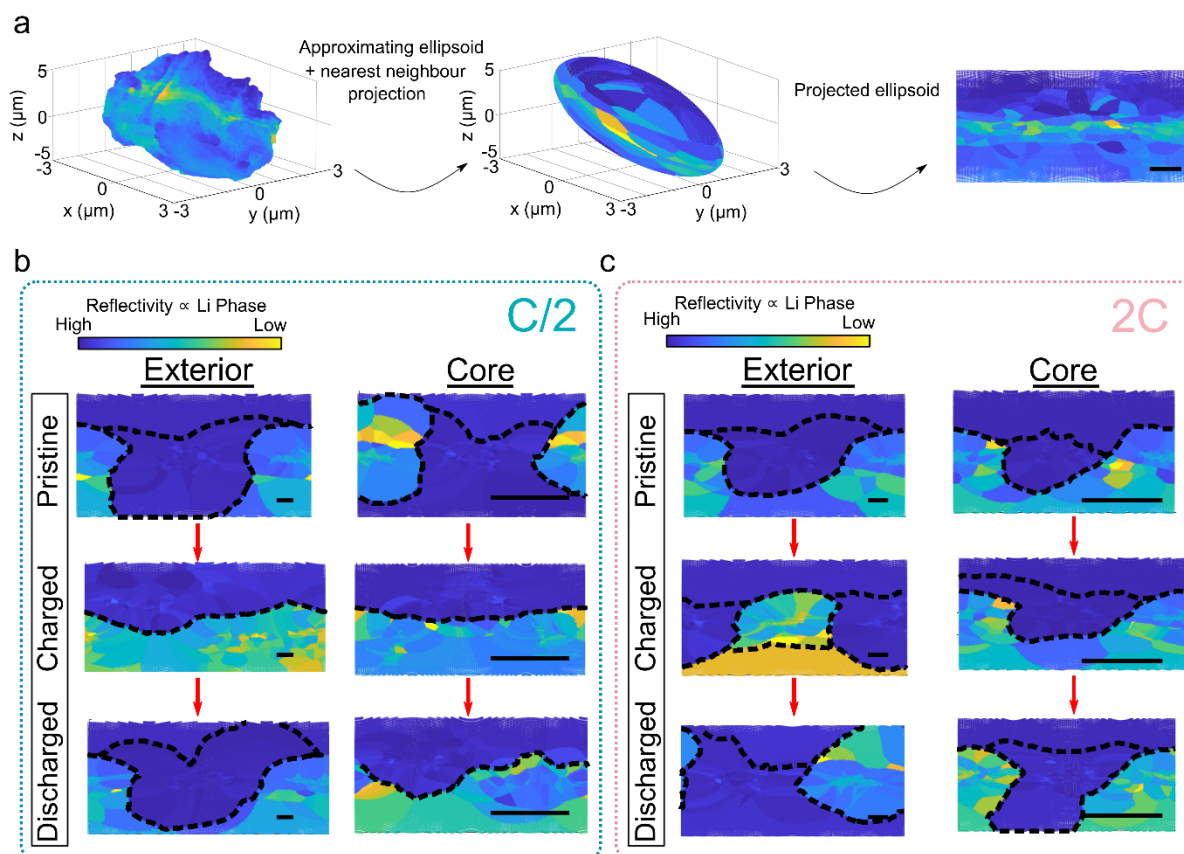 a
5
0
-5
z (µm)
-3
0
3
x (µm)
-3
0
3
y (µm)
Approximating ellipsoid
+ nearest neighbour
projection
5
0
-5
z (µm)
-3
0
3
x (µm)
-3
0
3
y (µm)
Projected ellipsoid
b
Reflectivity ∝ Li Phase
High
Low
C/2
Exterior
Core
Pristine
Charged
Discharged
c
Reflectivity ∝ Li Phase
High
Low
2C
Exterior
Core
Pristine
Charged
Discharged